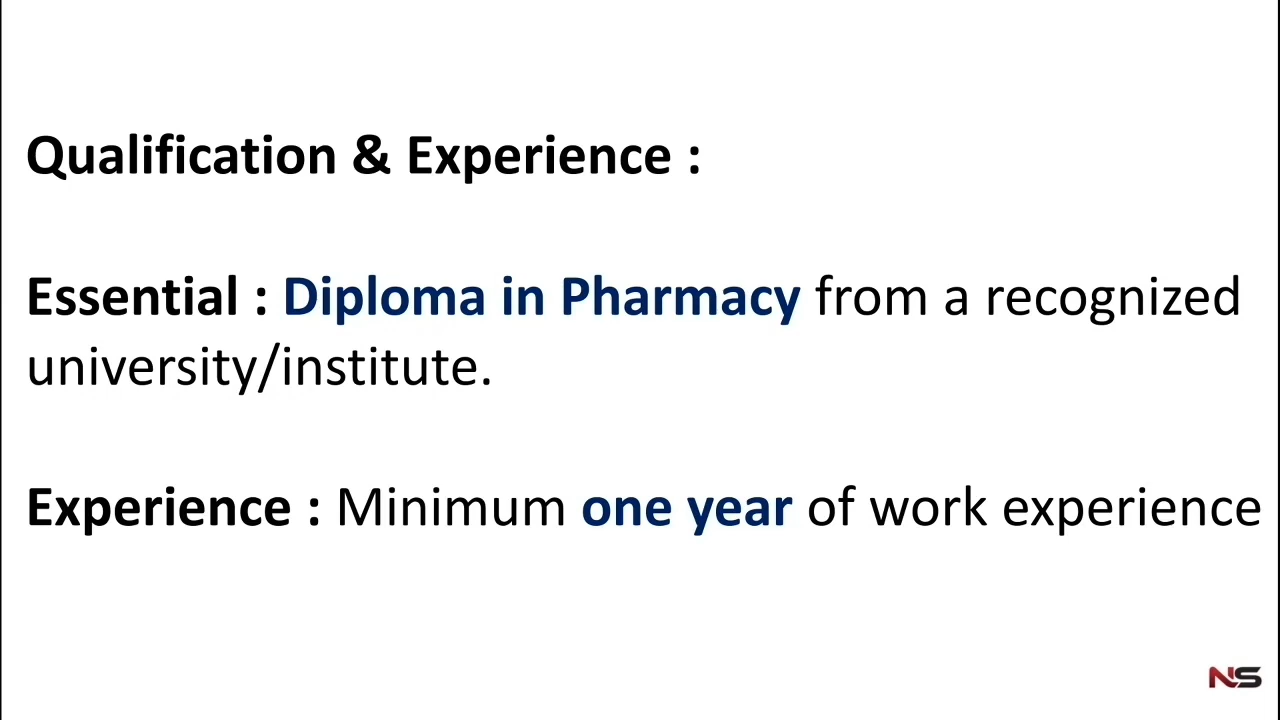 Qualification & Experience :
Essential : Diploma in Pharmacy from a recognized
university/institute.
Experience : Minimum one year of work experience
NS